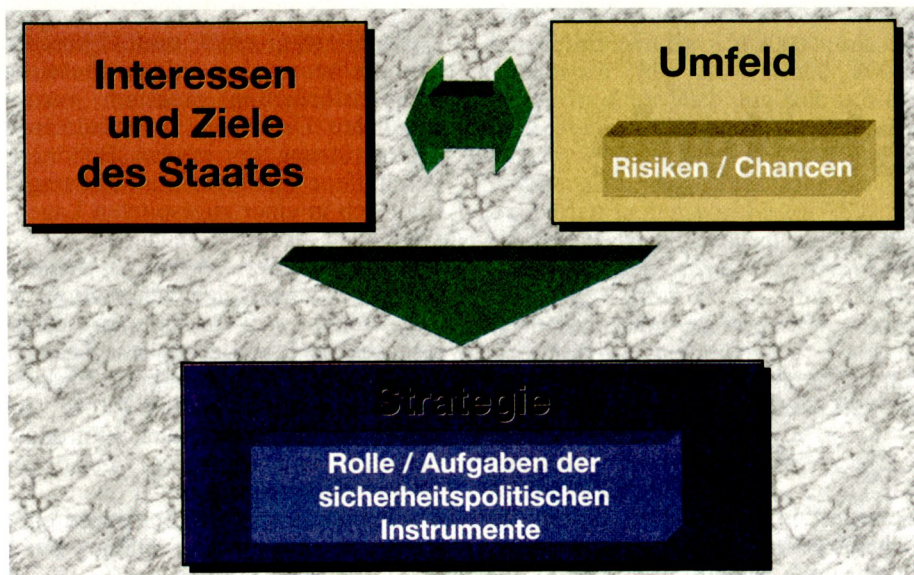 Interessen
und Ziele
des Staates
Umfeld
Risiken / Chancen
Strategie
Rolle / Aufgaben der
sicherheitspolitischen
Instrumente